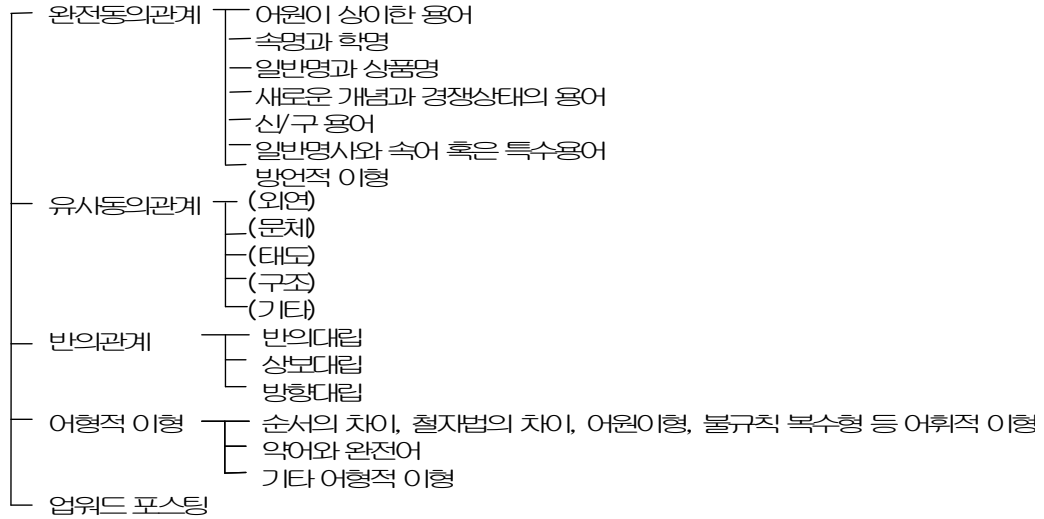 완전동의관계 어원이 상이한 용어
속명과 학명
일반명과 상품명
새로운 개념과 경쟁상태의 용어
신/구 용어
일반명사와 속어 혹은 특수용어
방언적 이형
유사동의관계 (외연)
(문체)
(태도)
(구조)
(기타)
반의관계 반의대립
상보대립
방향대립
어형적 이형 순서의 차이, 철자법의 차이, 어원이형, 불규칙 복수형 등 어휘적 이형
약어와 완전어
기타 어형적 이형
업워드 포스팅